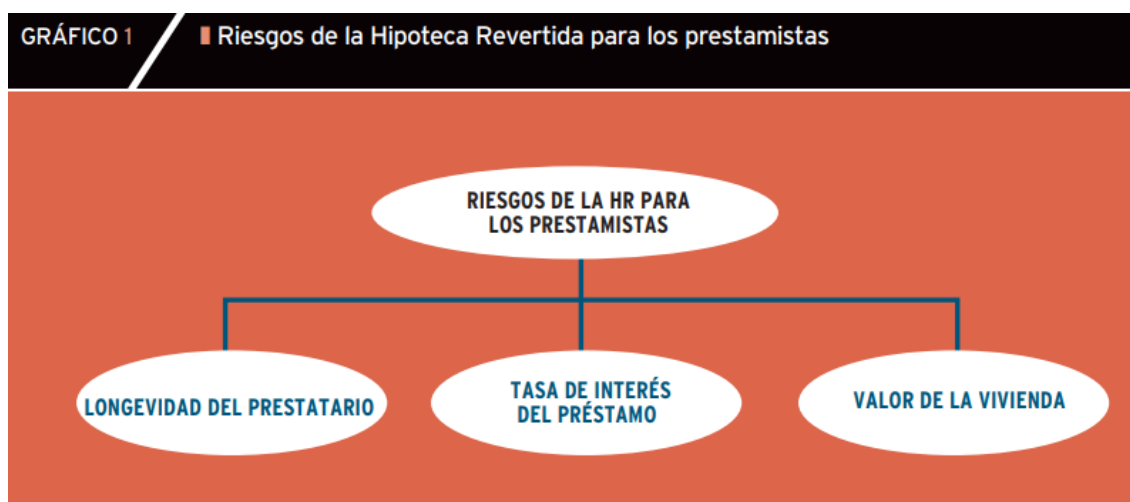 GRÁFICO 1
Riesgos de la Hipoteca Revertida para los prestamistas
RIESGOS DE LA HR PARA
LOS PRESTAMISTAS
LONGEVIDAD DEL PRESTATARIO
TASA DE INTERÉS
DEL PRÉSTAMO
VALOR DE LA VIVIENDA